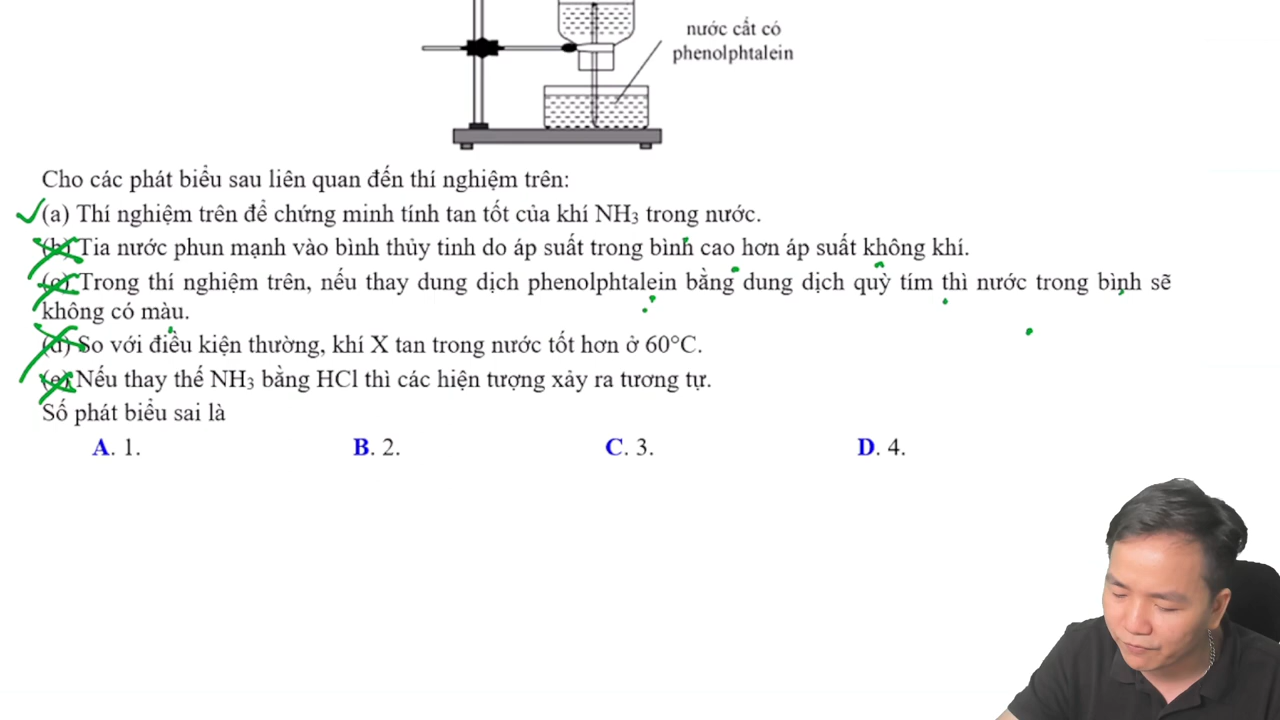 nước cất có
phenolphtalein
Cho các phát biểu sau liên quan đến thí nghiệm trên:
(a) Thí nghiệm trên để chứng minh tính tan tốt của khí NH₃ trong nước.
(b) Tia nước phun mạnh vào bình thủy tinh do áp suất trong bình cao hơn áp suất không khí.
(c) Trong thí nghiệm trên, nếu thay dung dịch phenolphtalein bằng dung dịch quỳ tím thì nước trong bình sẽ
không có màu.
(d) So với điều kiện thường, khí X tan trong nước tốt hơn ở 60°C.
(e) Nếu thay thế NH₃ bằng HCl thì các hiện tượng xảy ra tương tự.
Số phát biểu sai là
A. 1. B. 2. C. 3. D. 4.